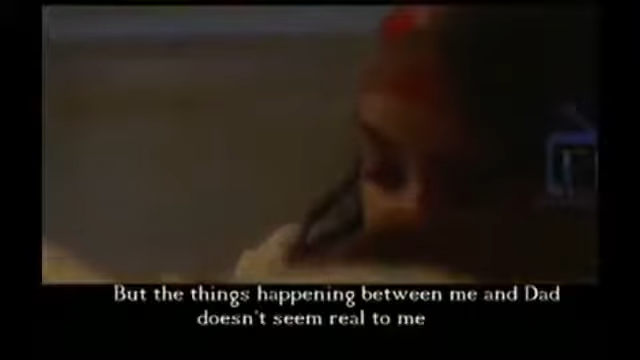 But the things happening between me and Dad
doesn't seem real to me